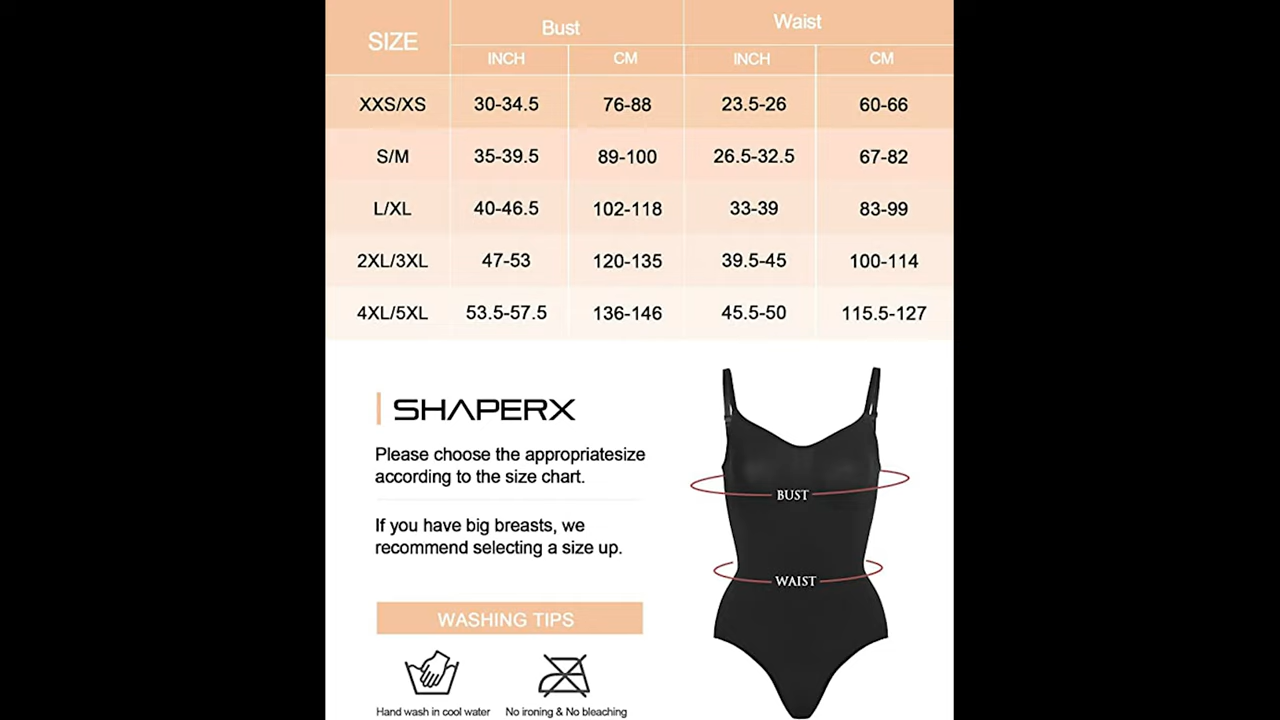 SIZE Bust Waist
INCH CM INCH CM
XXS/XS 30-34.5 76-88 23.5-26 60-66
S/M 35-39.5 89-100 26.5-32.5 67-82
L/XL 40-46.5 102-118 33-39 83-99
2XL/3XL 47-53 120-135 39.5-45 100-114
4XL/5XL 53.5-57.5 136-146 45.5-50 115.5-127
SHAPERX
Please choose the appropriatesize
according to the size chart.
If you have big breasts, we
recommend selecting a size up.
WASHING TIPS
Hand wash in cool water No ironing & No bleaching
BUST
WAIST